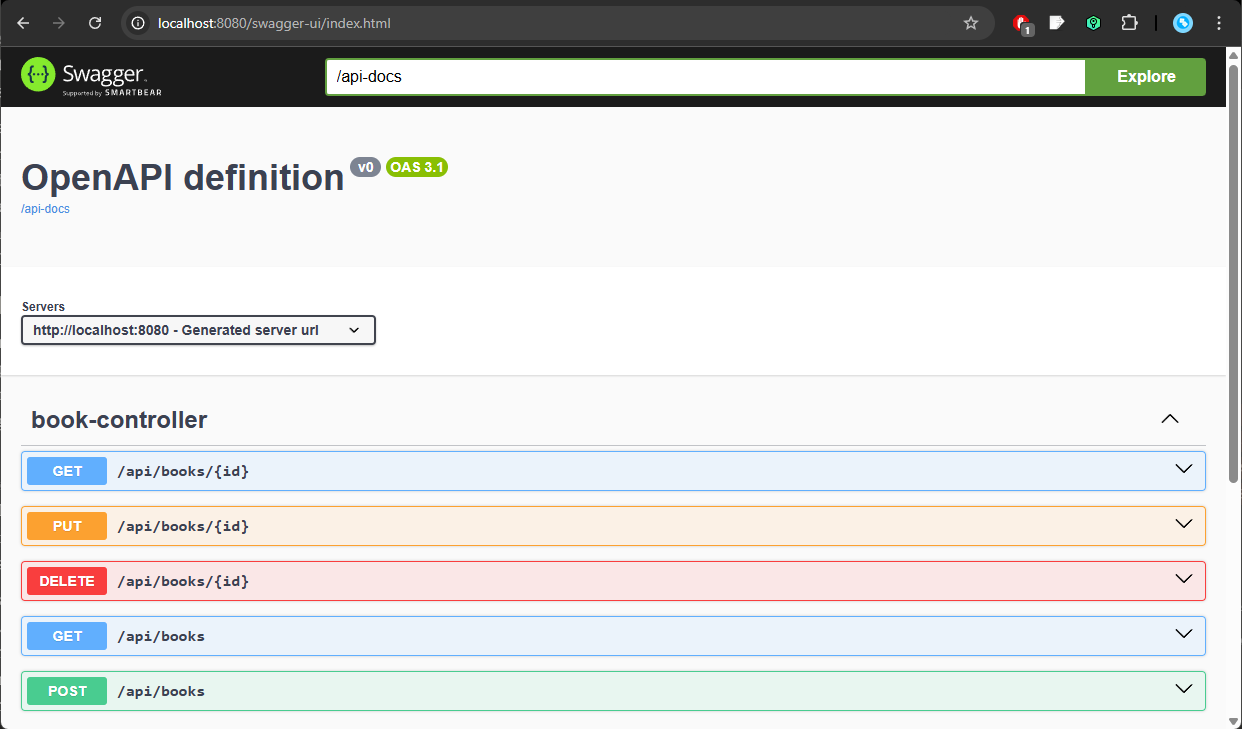 localhost:8080/swagger-ui/index.html
1
{··} Swagger
Supported by SMARTBEAR
/api-docs
Explore
OpenAPI definition v0 OAS 3.1
/api-docs
Servers
http://localhost:8080 - Generated server url
book-controller
GET /api/books/{id}
PUT /api/books/{id}
DELETE /api/books/{id}
GET /api/books
POST /api/books